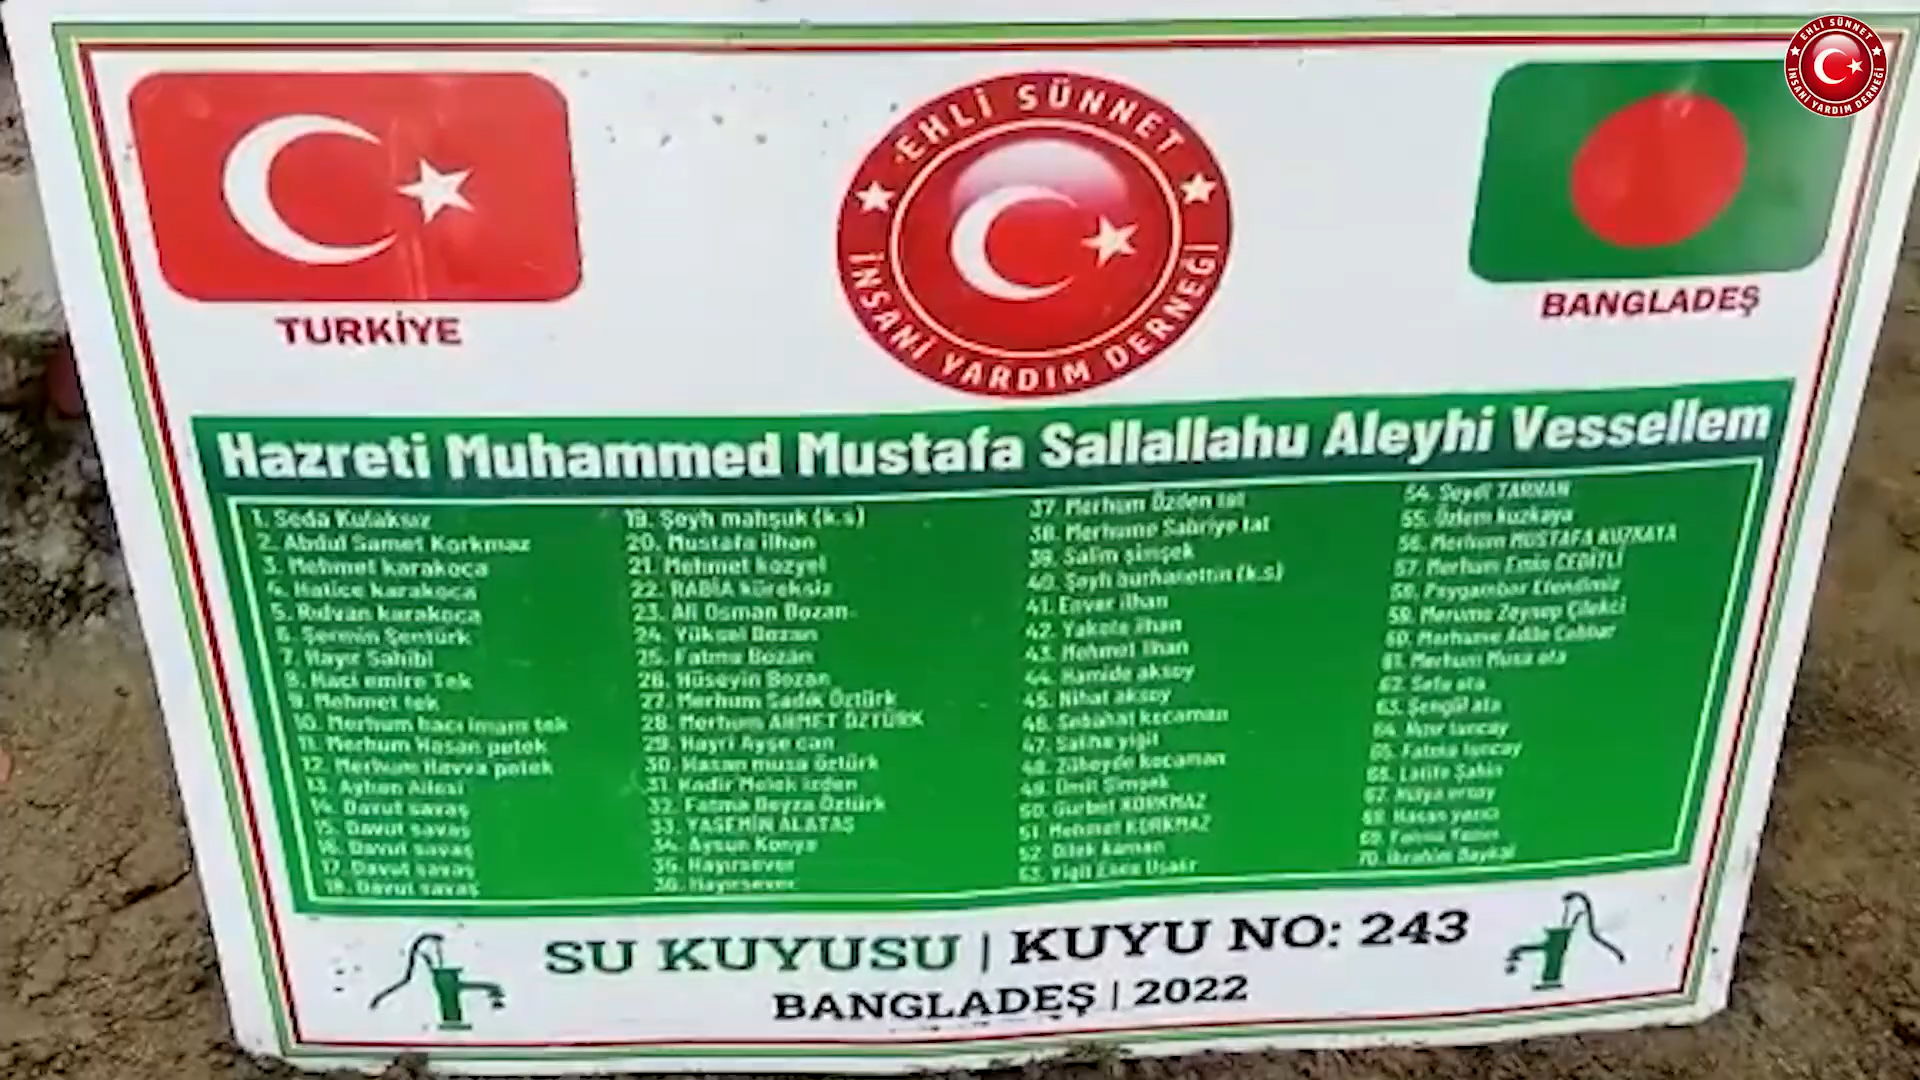 EHLİ SÜNNET
İNSANİ YARDIM DERNEĞİ
EHLİ SÜNNET
İNSANİ YARDIM DERNEĞİ
TURKİYE
BANGLADEŞ
Hazreti Muhammed Mustafa Sallallahu Aleyhi Vessellem
1. Seda Kulaksız
2. Abdul Samet Korkmaz
3. Mehmet karakoca
4. Hatice karakoca
5. Rıdvan karakoca
6. Şermin Şentürk
7. Hayır Sahibi
8. Hacı emire Tek
9. Mehmet tek
10. Merhum hacı imam tek
11. Merhum Hasan petek
12. Merhum Havva petek
13. Ayhan Ailesi
14. Davut savaş
15. Davut savaş
16. Davut savaş
17. Davut savaş
18. Davut savaş
19. Şeyh mahşuk (k.s)
20. Mustafa ilhan
21. Mehmet kozyel
22. RABİA küreksiz
23. Ali Osman Bozan
24. Yüksel Bozan
25. Fatma Bozan
26. Hüseyin Bozan
27. Merhum Sadık Öztürk
28. Merhum AHMET ÖZTÜRK
29. Hayri Ayşe can
30. Hasan musa öztürk
31. Kadir Melek izden
32. Fatma Beyza Öztürk
33. YASEMİN ALATAŞ
34. Aysun Konya
35. Hayırsever
36. Hayırsever
37. Merhum Özden tat
38. Merhume Sabriye tat
39. Salim şimşek
40. Şeyh burhanettin (k.s)
41. Enver ilhan
42. Yakola ilhan
43. Mehmet ilhan
44. Hamide aksoy
45. Nihat aksoy
46. Sebahat kocaman
47. Saliha yiğit
48. Zübeyde kocaman
49. Ümit Şimşek
50. Gurbet KORKMAZ
51. Mehmet KORKMAZ
52. Dilek kaman
53. Yigit
54. Seydi TARHAN
55. Özlem kuzkaya
56. Merhum MUSTAFA KUZKAYA
57. Merhum Emin
58. Peygamber Efendimiz
59. Merume Zeynep Çilekci
60. Merhume Adile Cebbar
61. Merhum Musa ata
62. Sefa ata
63. Şengül ata
64. tuncay
65. Fatma tuncay
66. Latife Şahin
67. Hülya ersoy
68. Hasan yazıcı
69. Fatma
70. İbrahim Baykal
SU KUYUSU | KUYU NO: 243
BANGLADEŞ | 2022